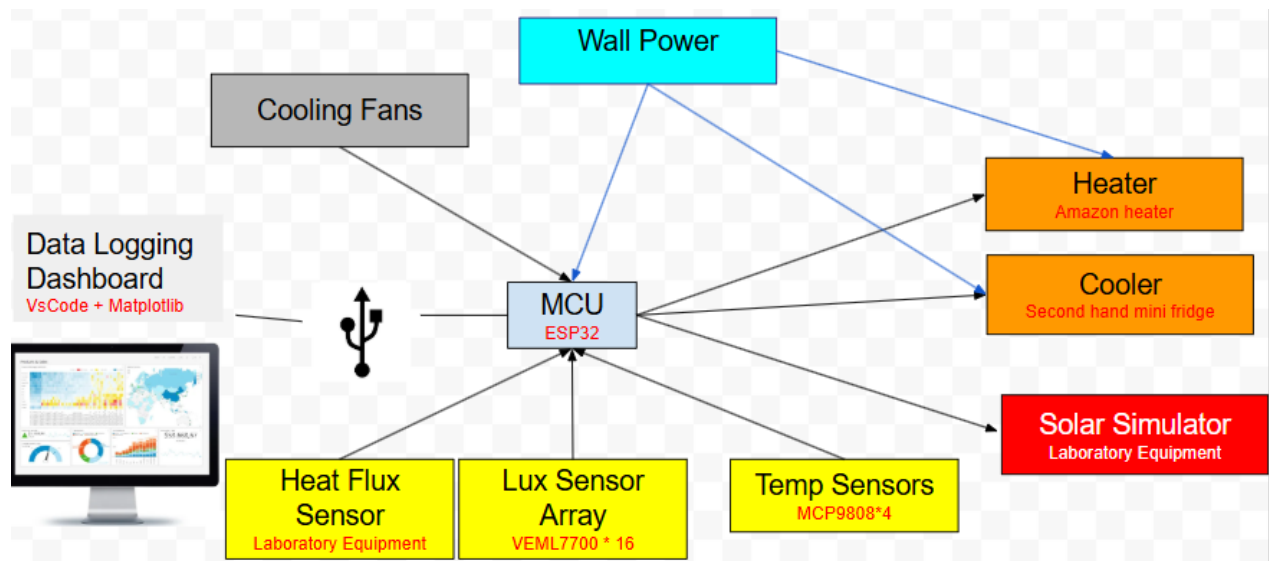 Wall Power
Cooling Fans
Heater
Amazon heater
Data Logging
Dashboard
VsCode + Matplotlib
MCU
ESP32
Cooler
Second hand mini fridge
Solar Simulator
Laboratory Equipment
Heat Flux
Sensor
Laboratory Equipment
Lux Sensor
Array
VEML7700 * 16
Temp Sensors
MCP9808*4